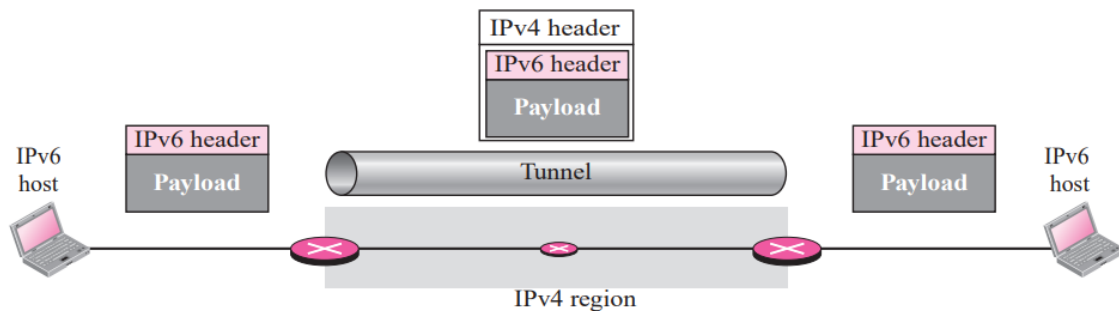 IPv4 header
IPv6 header
Payload
IPv6 header
Payload
IPv6
host
Tunnel
IPv6 header
Payload
IPv6
host
IPv4 region